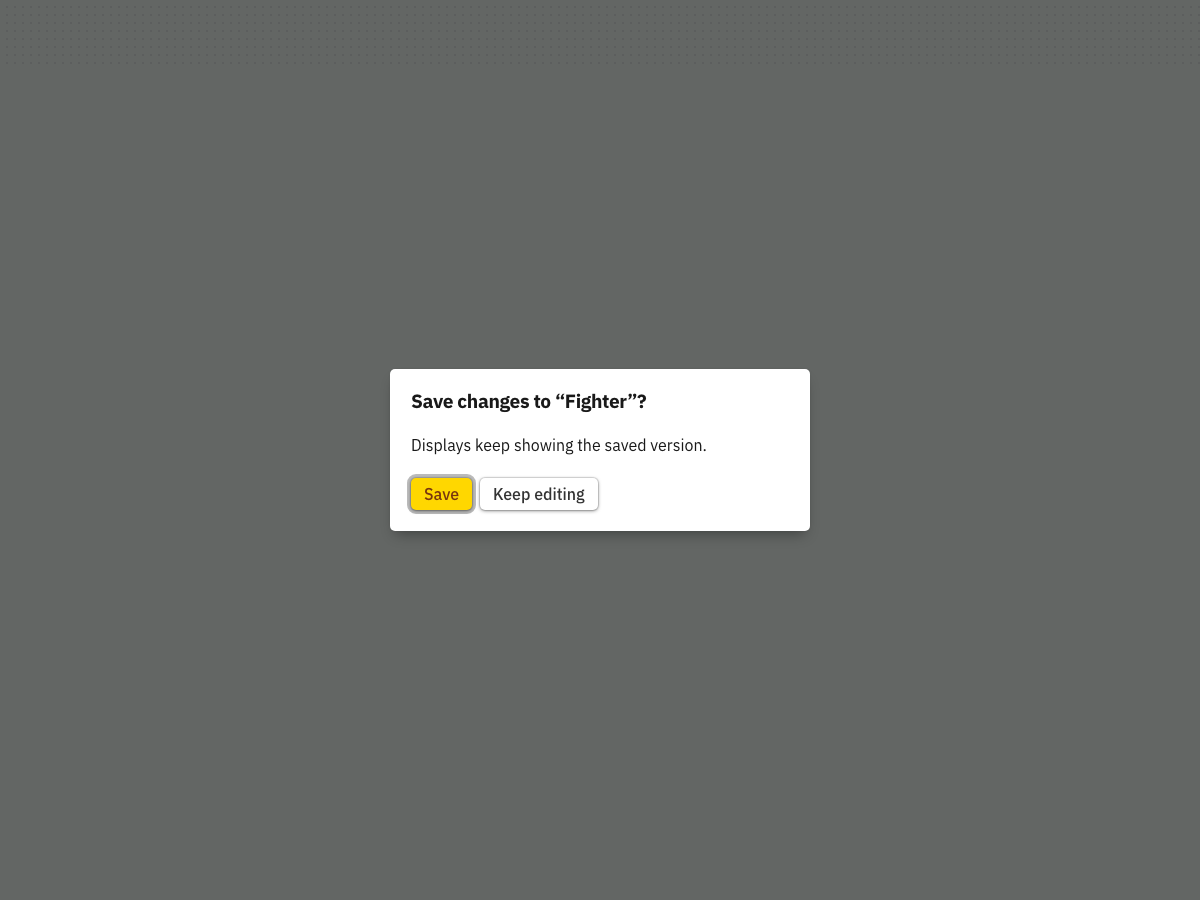 Save changes to “Fighter”?
Displays keep showing the saved version.
Save
Keep editing